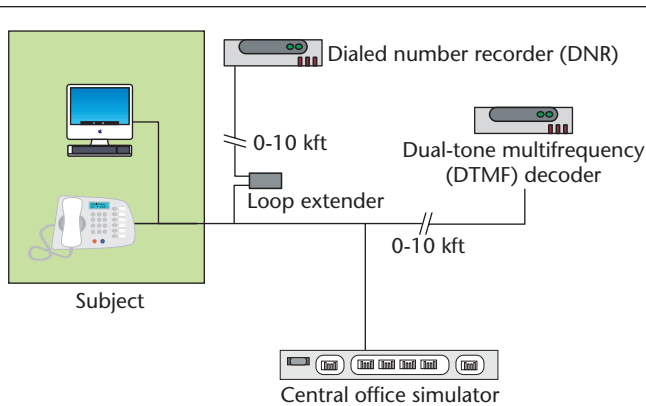 Dialed number recorder (DNR)
0-10 kft
Dual-tone multifrequency
(DTMF) decoder
Loop extender
0-10 kft
Subject
Central office simulator